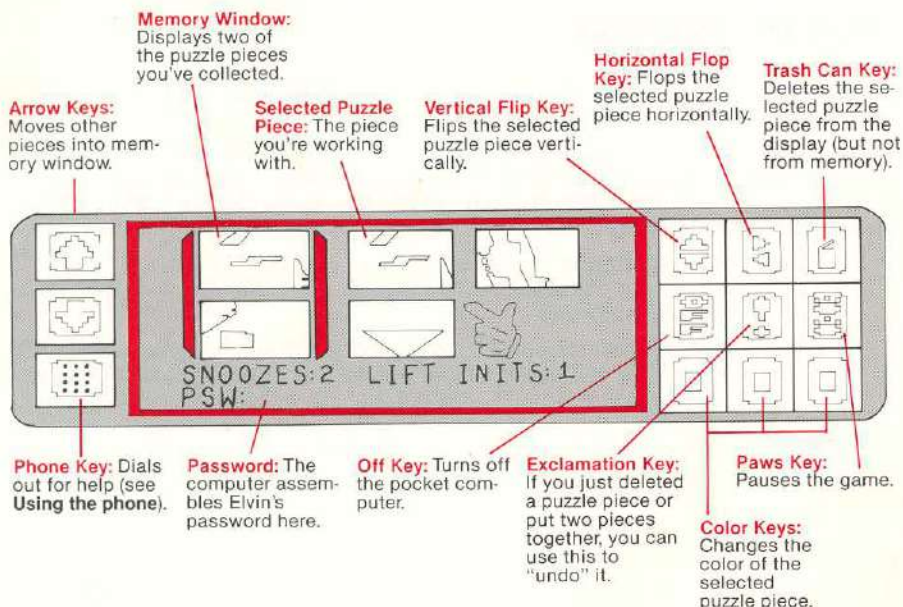 Memory Window:
Displays two of
the puzzle pieces
you've collected.
Horizontal Flop
Key: Flops the
selected puzzle
piece horizontally.
Trash Can Key:
Deletes the se-
lected puzzle
piece from the
display (but not
from memory).
Arrow Keys:
Moves other
pieces into mem-
ory window.
Selected Puzzle
Piece: The piece
you're working
with.
Vertical Flip Key:
Flips the selected
puzzle piece verti-
cally.
SNOOZES:2 LIFT INITS:1
PSW:
Phone Key: Dials
out for help (see
Using the phone).
Password: The
computer assem-
bles Elvin's
password here.
Off Key: Turns off
the pocket com-
puter.
Exclamation Key:
If you just deleted
a puzzle piece or
put two pieces
together, you can
use this to
"undo" it.
Paws Key:
Pauses the game.
Color Keys:
Changes the
color of the
selected
puzzle piece.